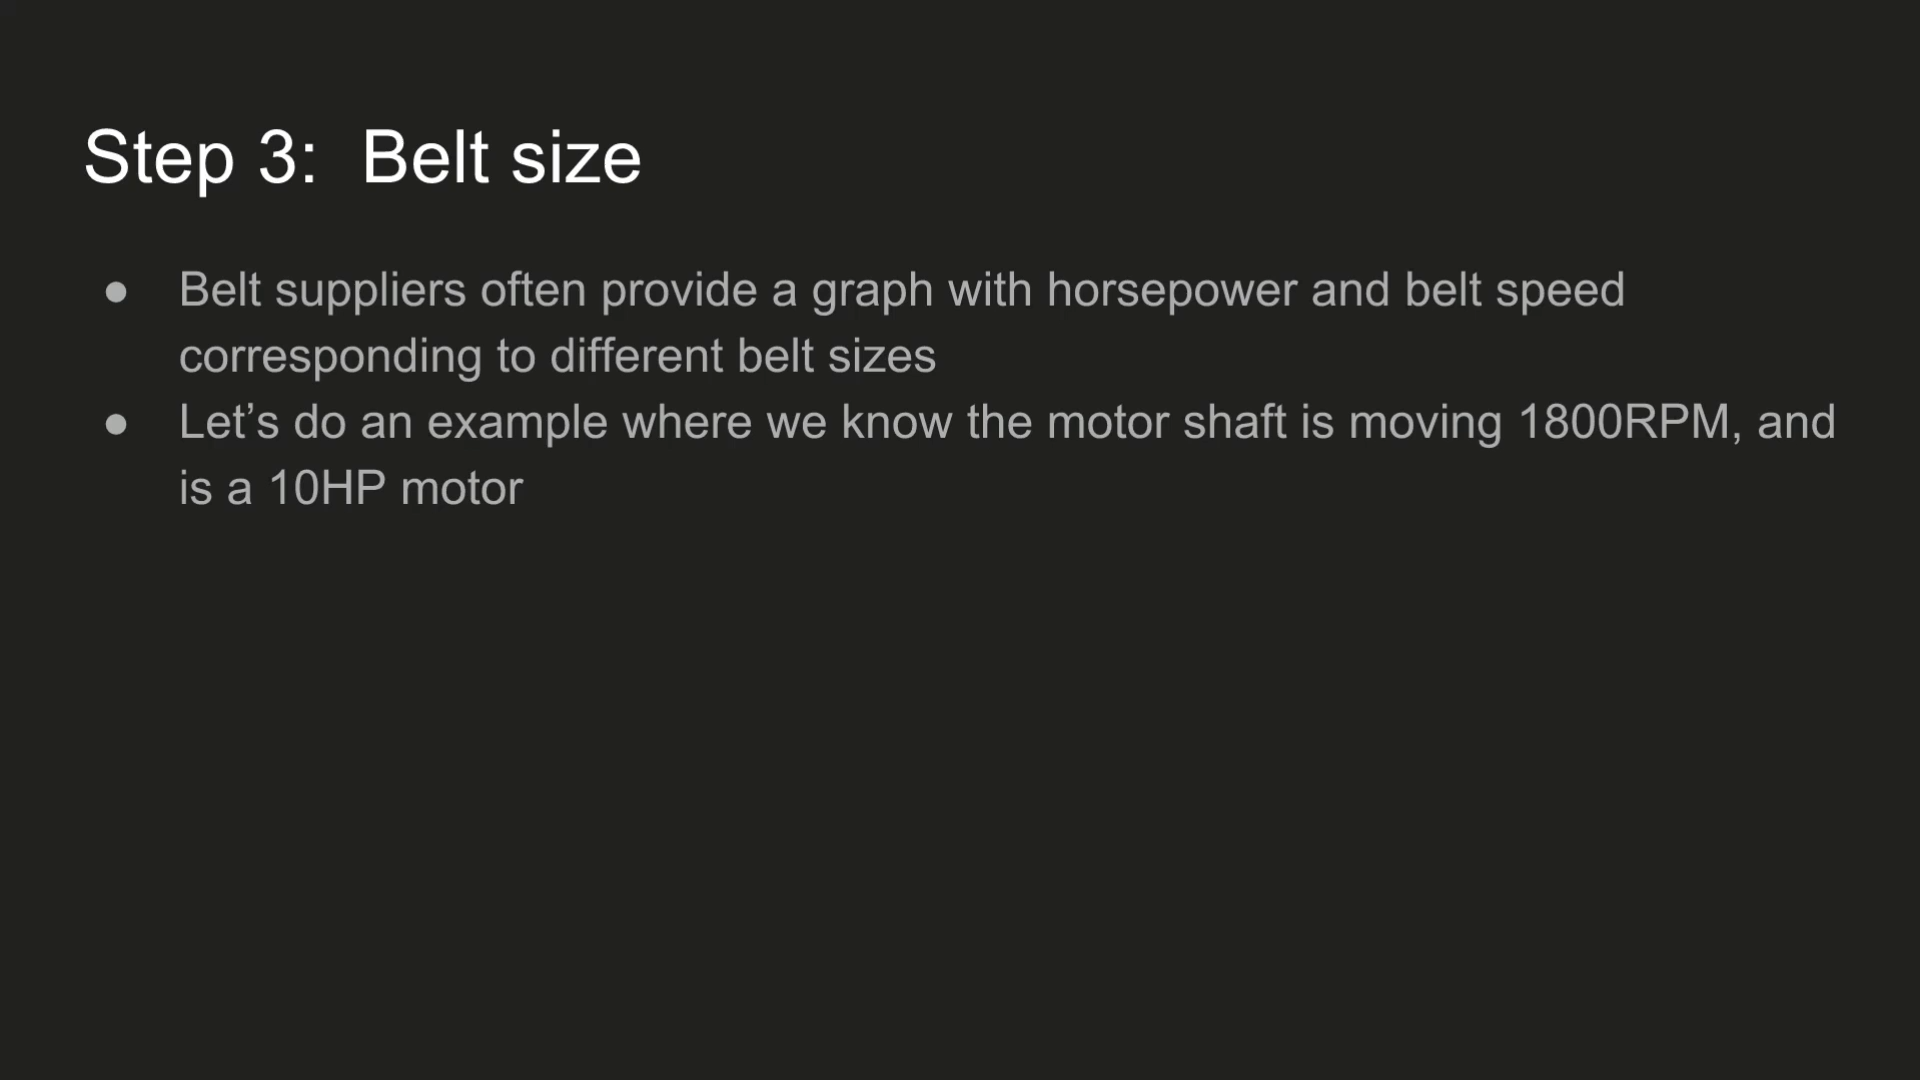 Step 3:  Belt size
● Belt suppliers often provide a graph with horsepower and belt speed
corresponding to different belt sizes
● Let’s do an example where we know the motor shaft is moving 1800RPM, and
is a 10HP motor